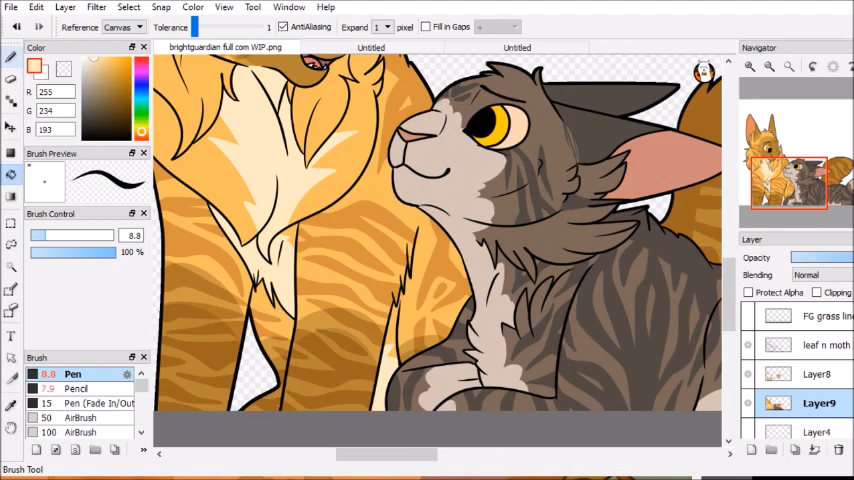 File Edit View Layer Filter Select Snap Color View Tool Window Help
Reference Canvas Tolerance 1 AntiAliasing Expand 1 pixel Fill in Gaps
brightguardian full com WIP.png Untitled Untitled
Color
R 255
G 234
B 193
Brush Preview
Brush Control
8.8
100 %
Brush
8.8 Pen
7.9 Pencil
15 Pen (Fade In/Out
50 AirBrush
100 AirBrush
Brush Tool
Navigator
Layer
Opacity
Blending Normal
Protect Alpha Clipping
FG grass line
leaf n moth
Layer8
Layer9
Layer4